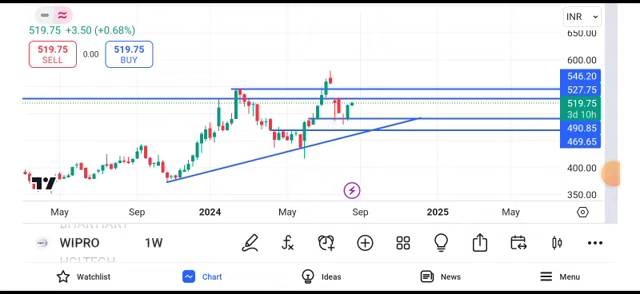 INR
519.75 +3.50 (+0.68%)
650.00
519.75 SELL 0.00 519.75 BUY
600.00
546.20
527.75
519.75
3d 10h
490.85
469.65
400.00
350.00
May Sep 2024 May Sep 2025 May
WIPRO 1W
Watchlist Chart Ideas News Menu